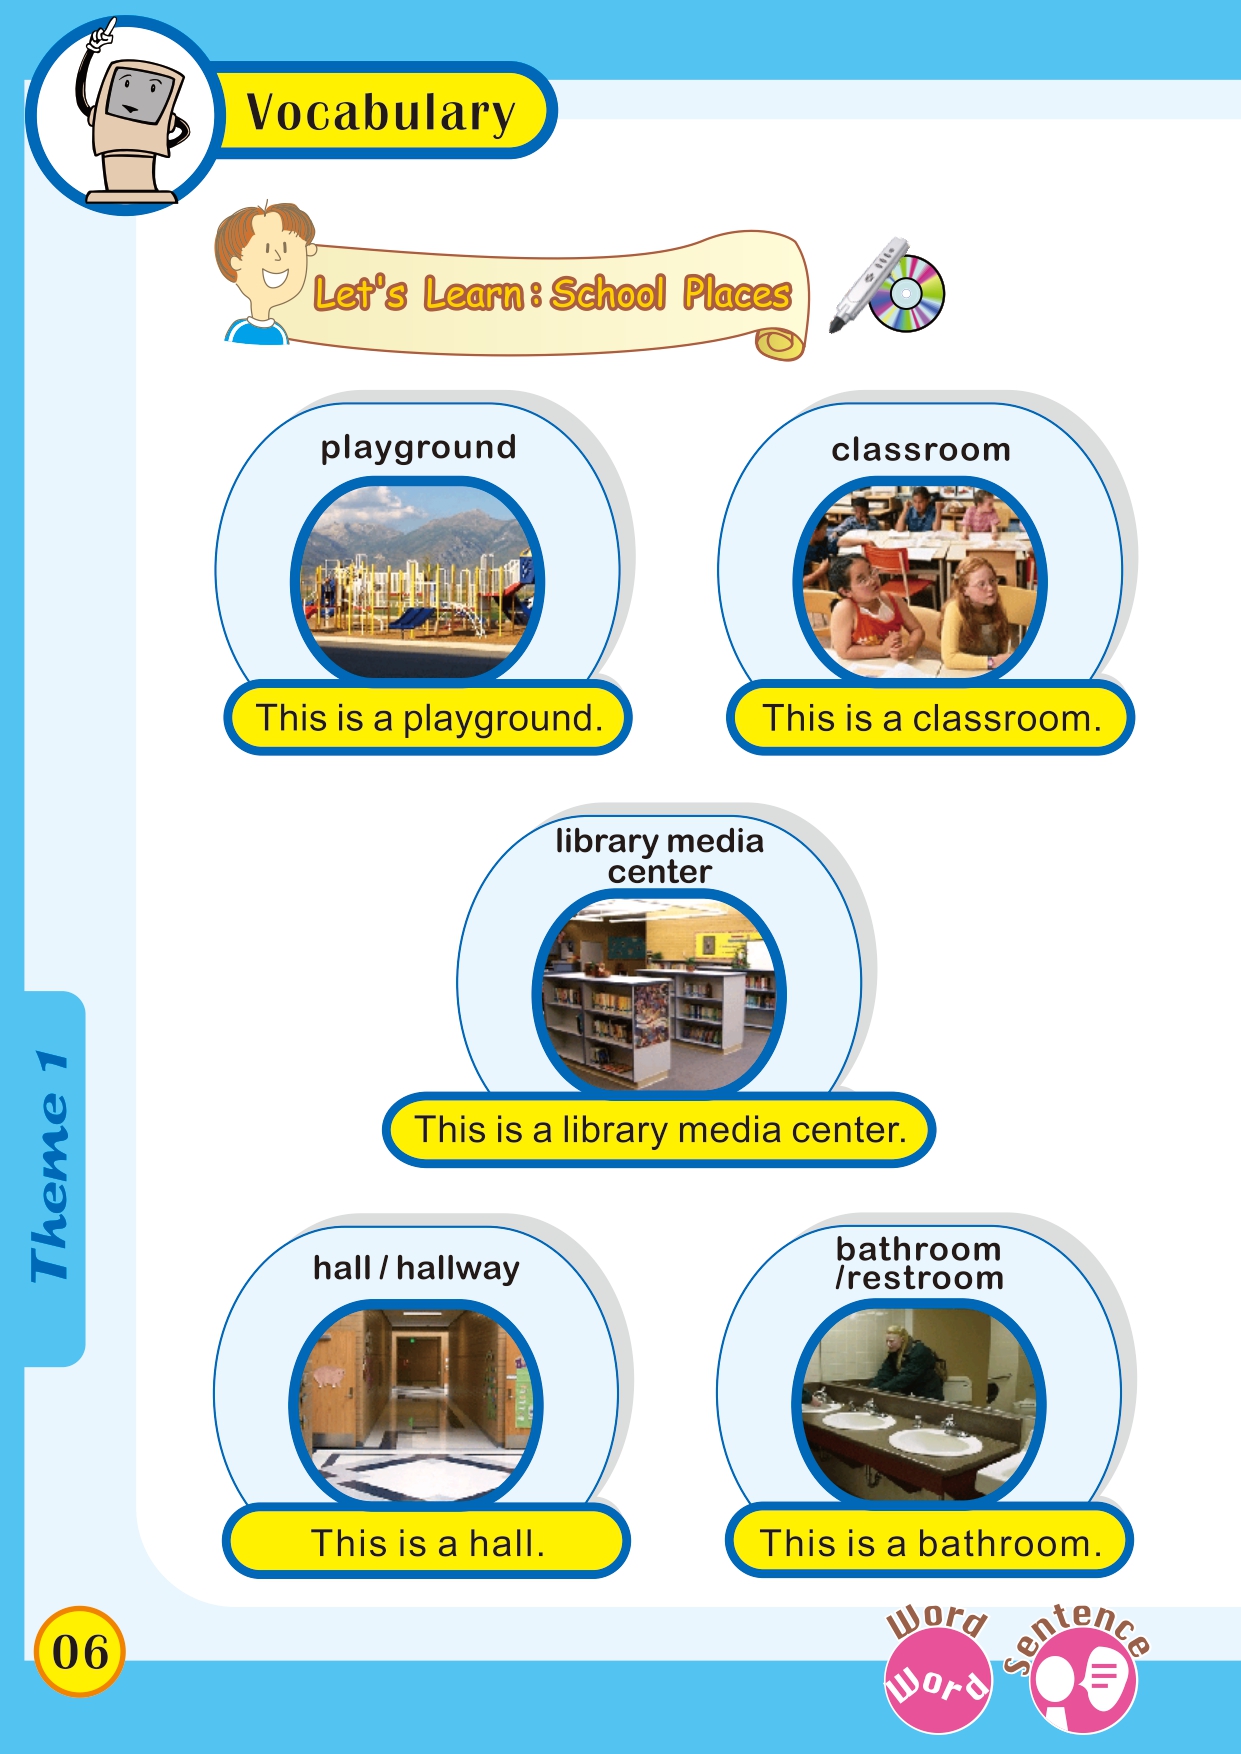 Vocabulary
Let's Learn : School Places
playground
This is a playground.
classroom
This is a classroom.
library media
center
This is a library media center.
hall / hallway
This is a hall.
bathroom
/restroom
This is a bathroom.
Theme 1
06
Word
Word
Sentence